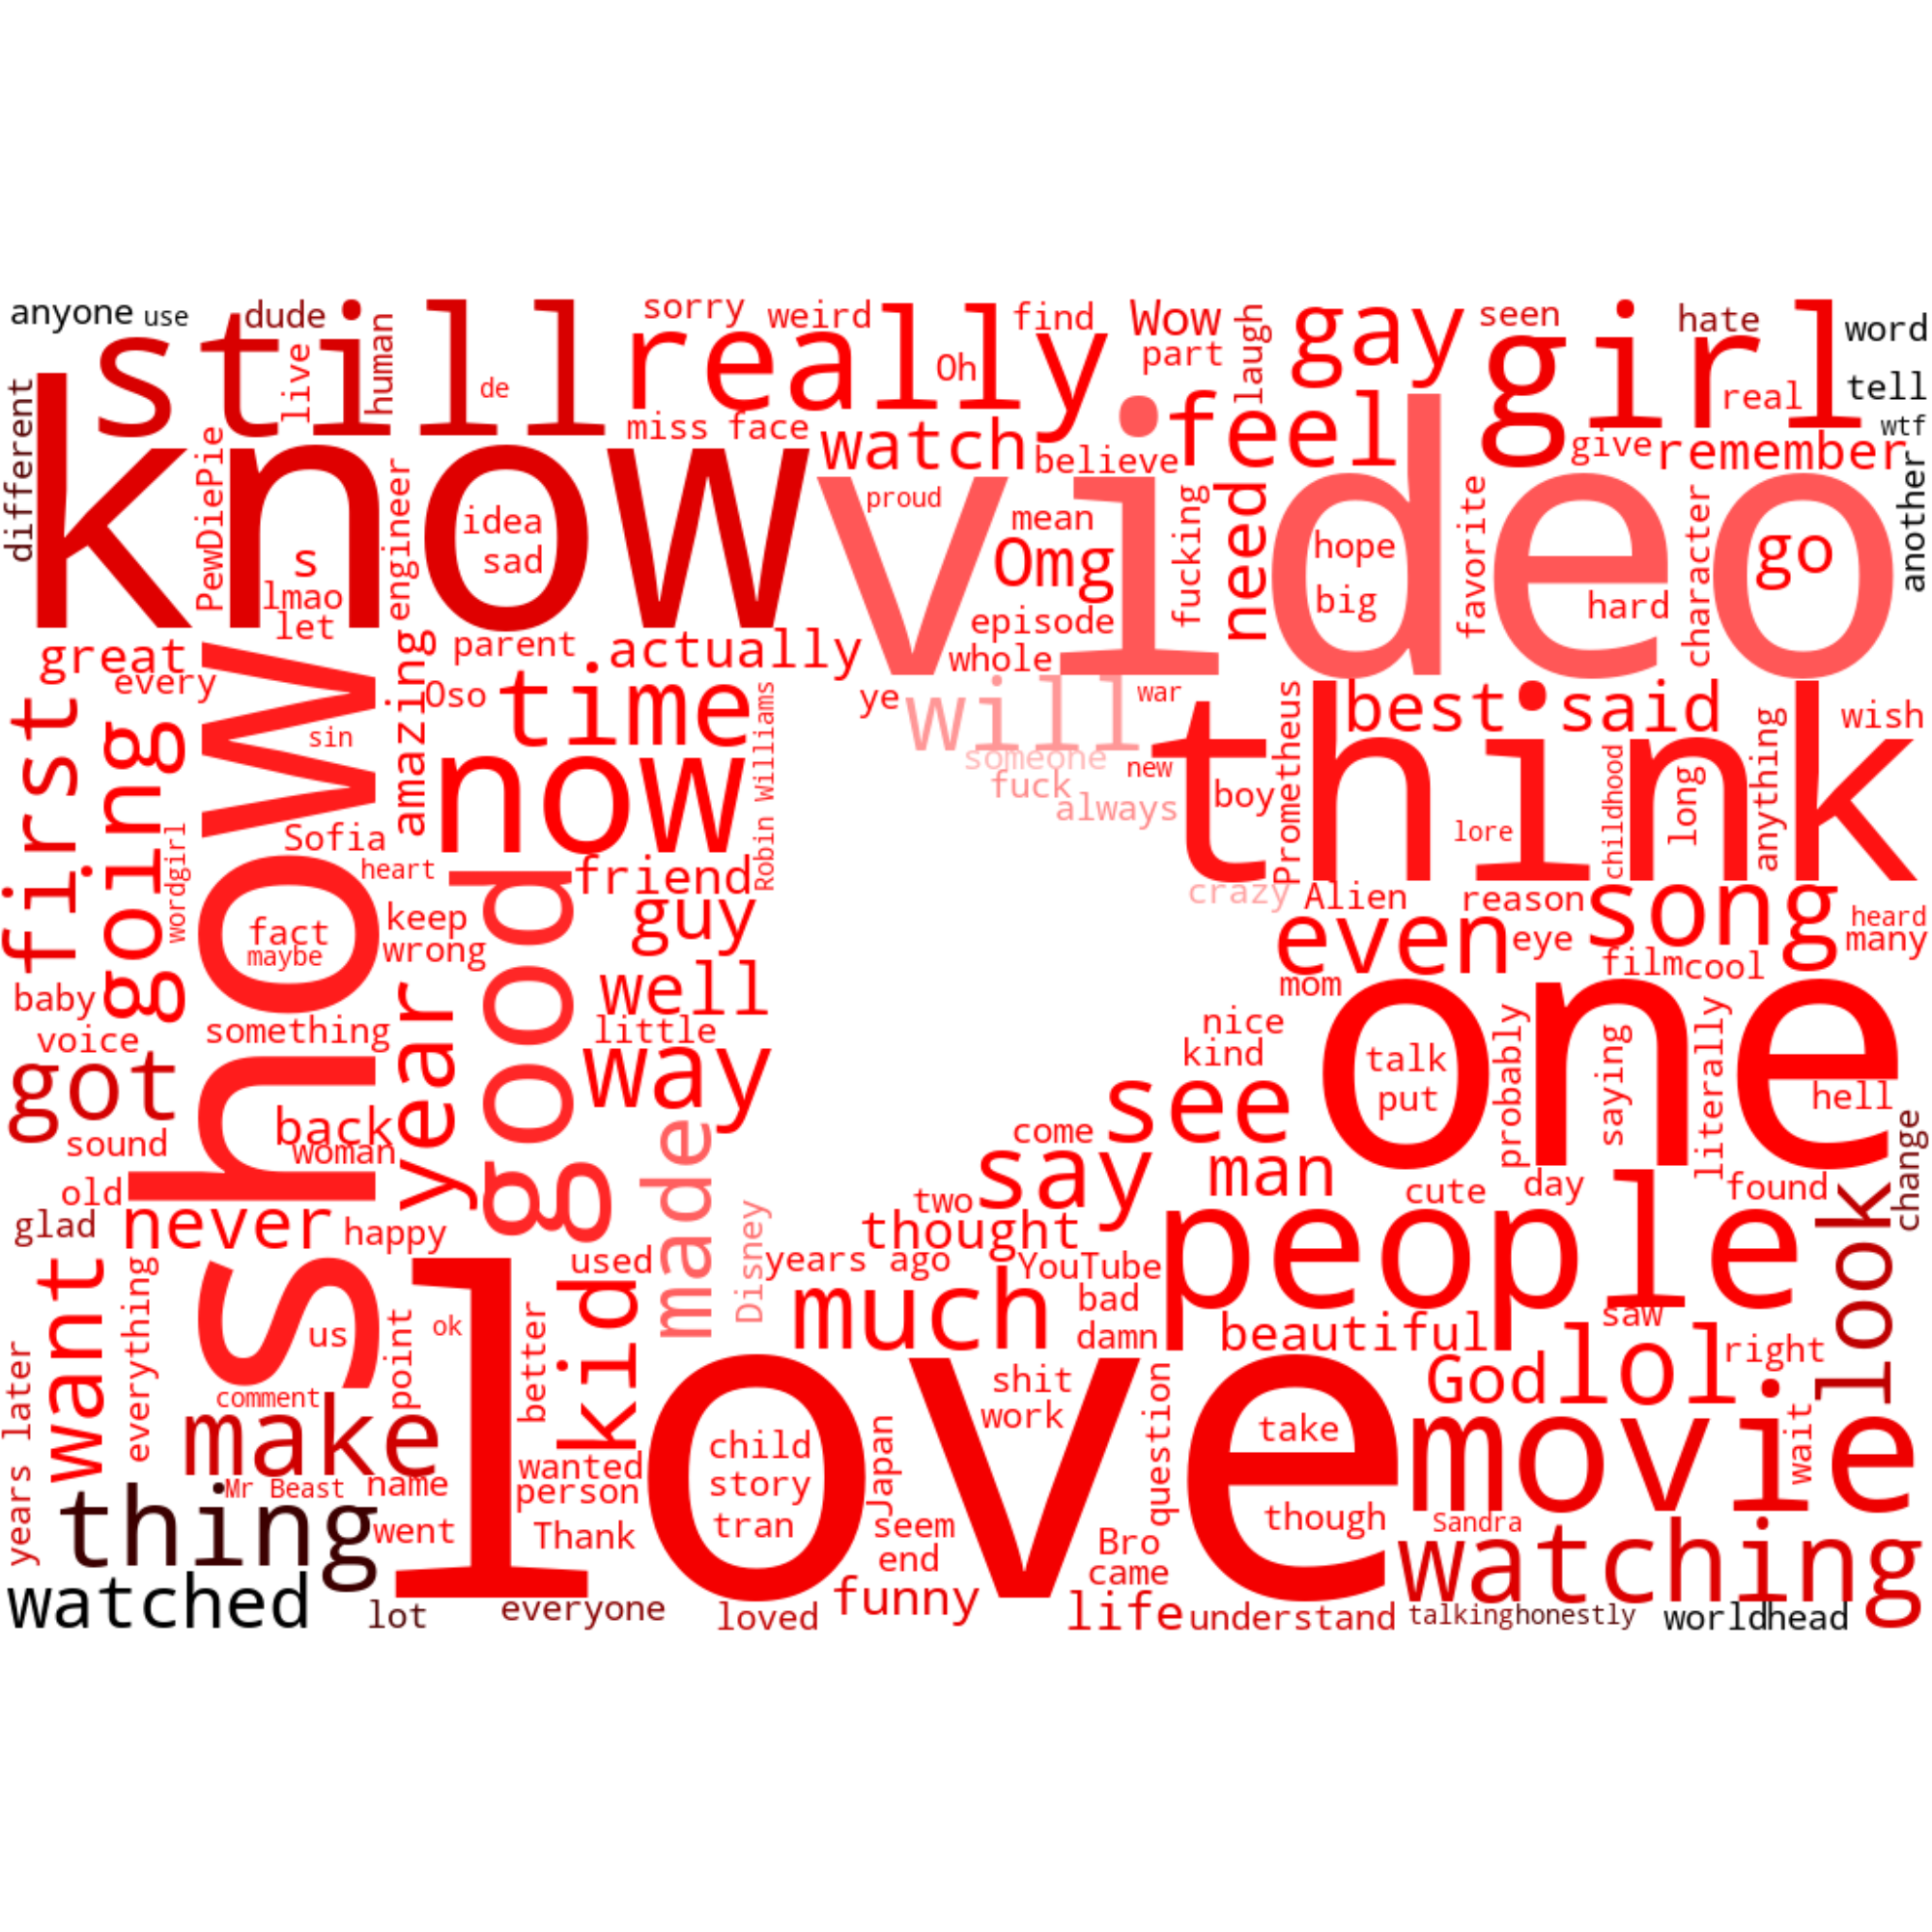 anyone use dude sorry weird find Wow seen hate word
still really Oh gay girl tell
live human de laugh part real wtf
miss face watch believe feel give remember
different PewDiePie know video another
engineer idea sad proud mean Omg fucking need hope big favorite hard character go
s lmao let episode
great every parent actually whole
first going show amazing Oso time ye will war think best said wish
sin now Robin Williams someone new fuck always boy Prometheus lore childhood long anything
wordgirl Sofia heart friend crazy Alien reason song heard many
fact maybe keep wrong good guy even eye film cool
baby well mom one
voice something year little way nice kind talk put probably saying literally hell
got back woman made see come change
sound say man cute day found look
old glad never happy two thought people
want everything used kid Disney years ago YouTube much bad damn beautiful saw
us point ok better love God lol right
years later comment make child story tran shit work question take movie wait
Mr Beast name wanted person Japan
thing went Thank seem end Bro came though Sandra watching
watched lot everyone loved funny life understand talking honestly world head